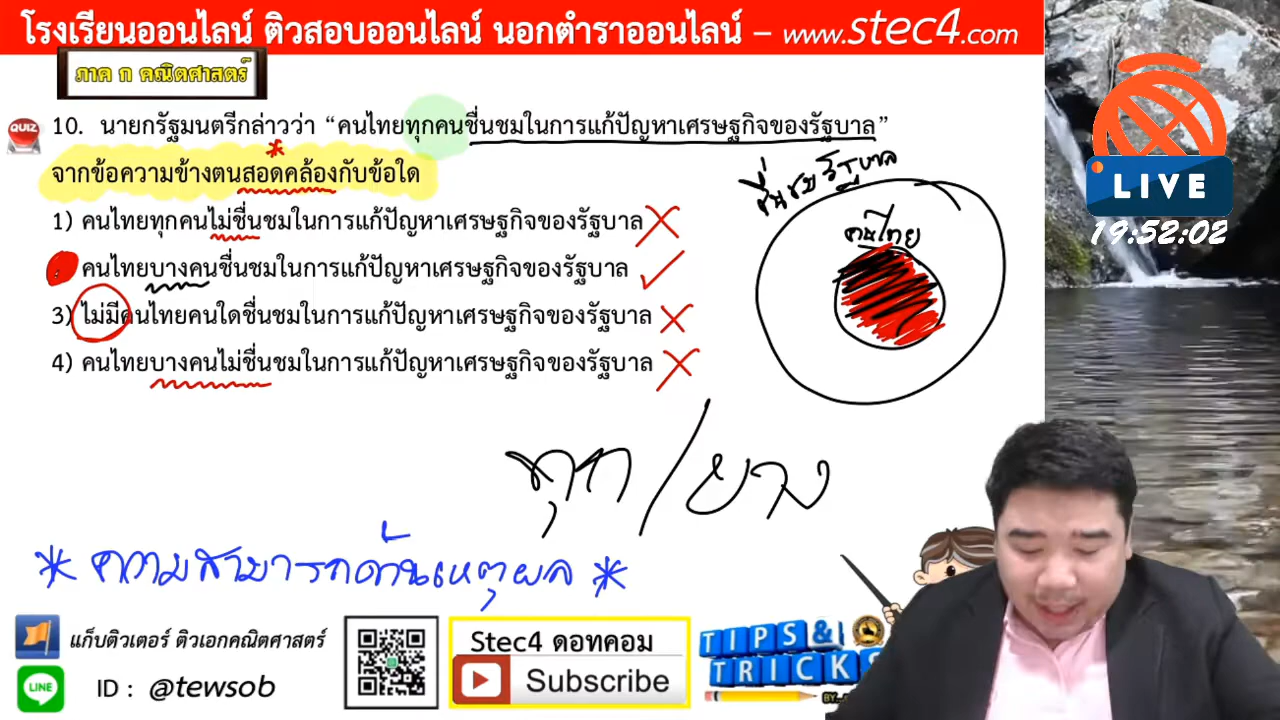 โรงเรียนออนไลน์ ติวสอบออนไลน์ นอกตำราออนไลน์ – www.stec4.com
ภาค ก คณิตศาสตร์
QUIZ
10. นายกรัฐมนตรีกล่าวว่า “คนไทยทุกคนชื่นชมในการแก้ปัญหาเศรษฐกิจของรัฐบาล”
จากข้อความข้างตนสอดคล้องกับข้อใด
1) คนไทยทุกคนไม่ชื่นชมในการแก้ปัญหาเศรษฐกิจของรัฐบาล
คนไทยบางคนชื่นชมในการแก้ปัญหาเศรษฐกิจของรัฐบาล
3) ไม่มีคนไทยคนใดชื่นชมในการแก้ปัญหาเศรษฐกิจของรัฐบาล
4) คนไทยบางคนไม่ชื่นชมในการแก้ปัญหาเศรษฐกิจของรัฐบาล
ชื่นชมรัฐบาล
คนไทย
LIVE
19:52:02
ทุก/บาง
* ความสามารถด้านเหตุผล *
แก็บติวเตอร์ ติวเอกคณิตศาสตร์
LINE
ID : @tewsob
Stec4 ดอทคอม
Subscribe
TIPS &
TRICKS